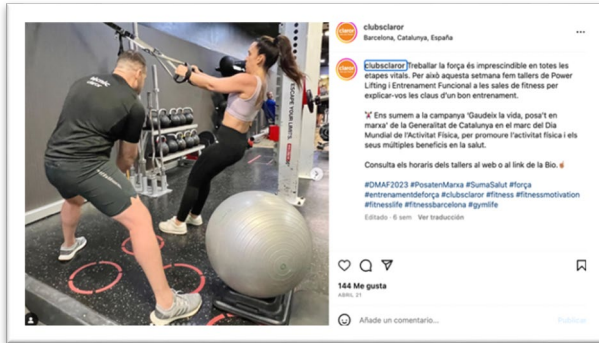 clubsclaror
Barcelona, Catalunya, España
clubsclaror Treballar la força és imprescindible en totes les
etapes vitals. Per això aquesta setmana fem tallers de Power
Lifting i Entrenament Funcional a les sales de fitness per
explicar-vos les claus d'un bon entrenament.
Ens sumem a la campanya 'Gaudeix la vida, posa't en
marxa' de la Generalitat de Catalunya en el marc del Dia
Mundial de l'Activitat Física, per promoure l'activitat física i els
seus múltiples beneficis en la salut.
Consulta els horaris dels tallers al web o al link de la Bio.
#DMAF2023 #PosatenMarxa #SumaSalut #força
#entrenamentdeforça #clubsclaror #fitness #fitnessmotivation
#fitnesslife #fitnessbarcelona #gymlife
Editado · 6 sem Ver traducción
144 Me gusta
ABRIL 21
Añade un comentario...
Publicar
ESCAPE YOUR LIMITS
claror
claror